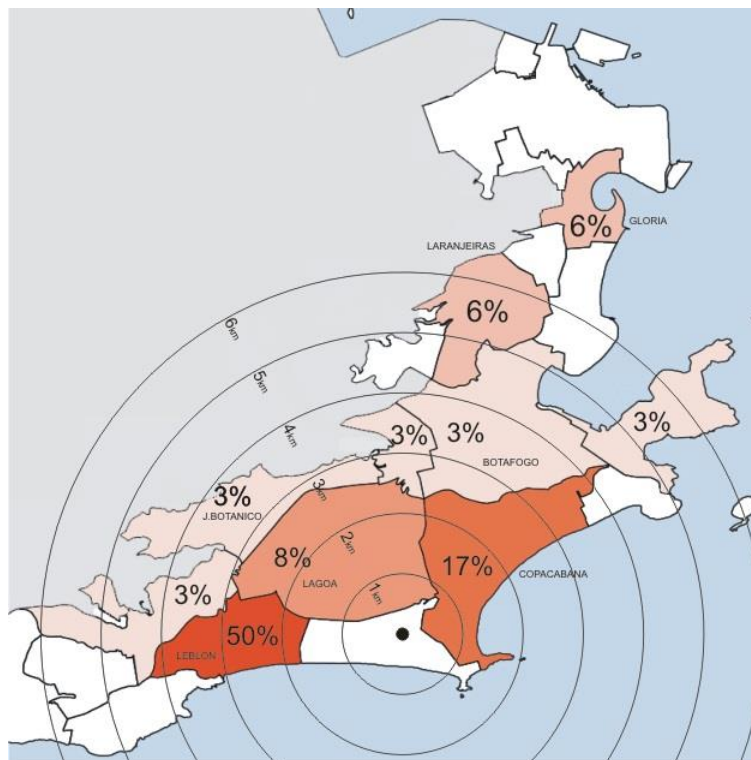 GLORIA
6%
LARANJEIRAS
6%
6km
5km
4km
3%
3%
3%
BOTAFOGO
3%
J.BOTANICO
3km
2km
8%
LAGOA
17%
COPACABANA
1km
3%
50%
LEBLON